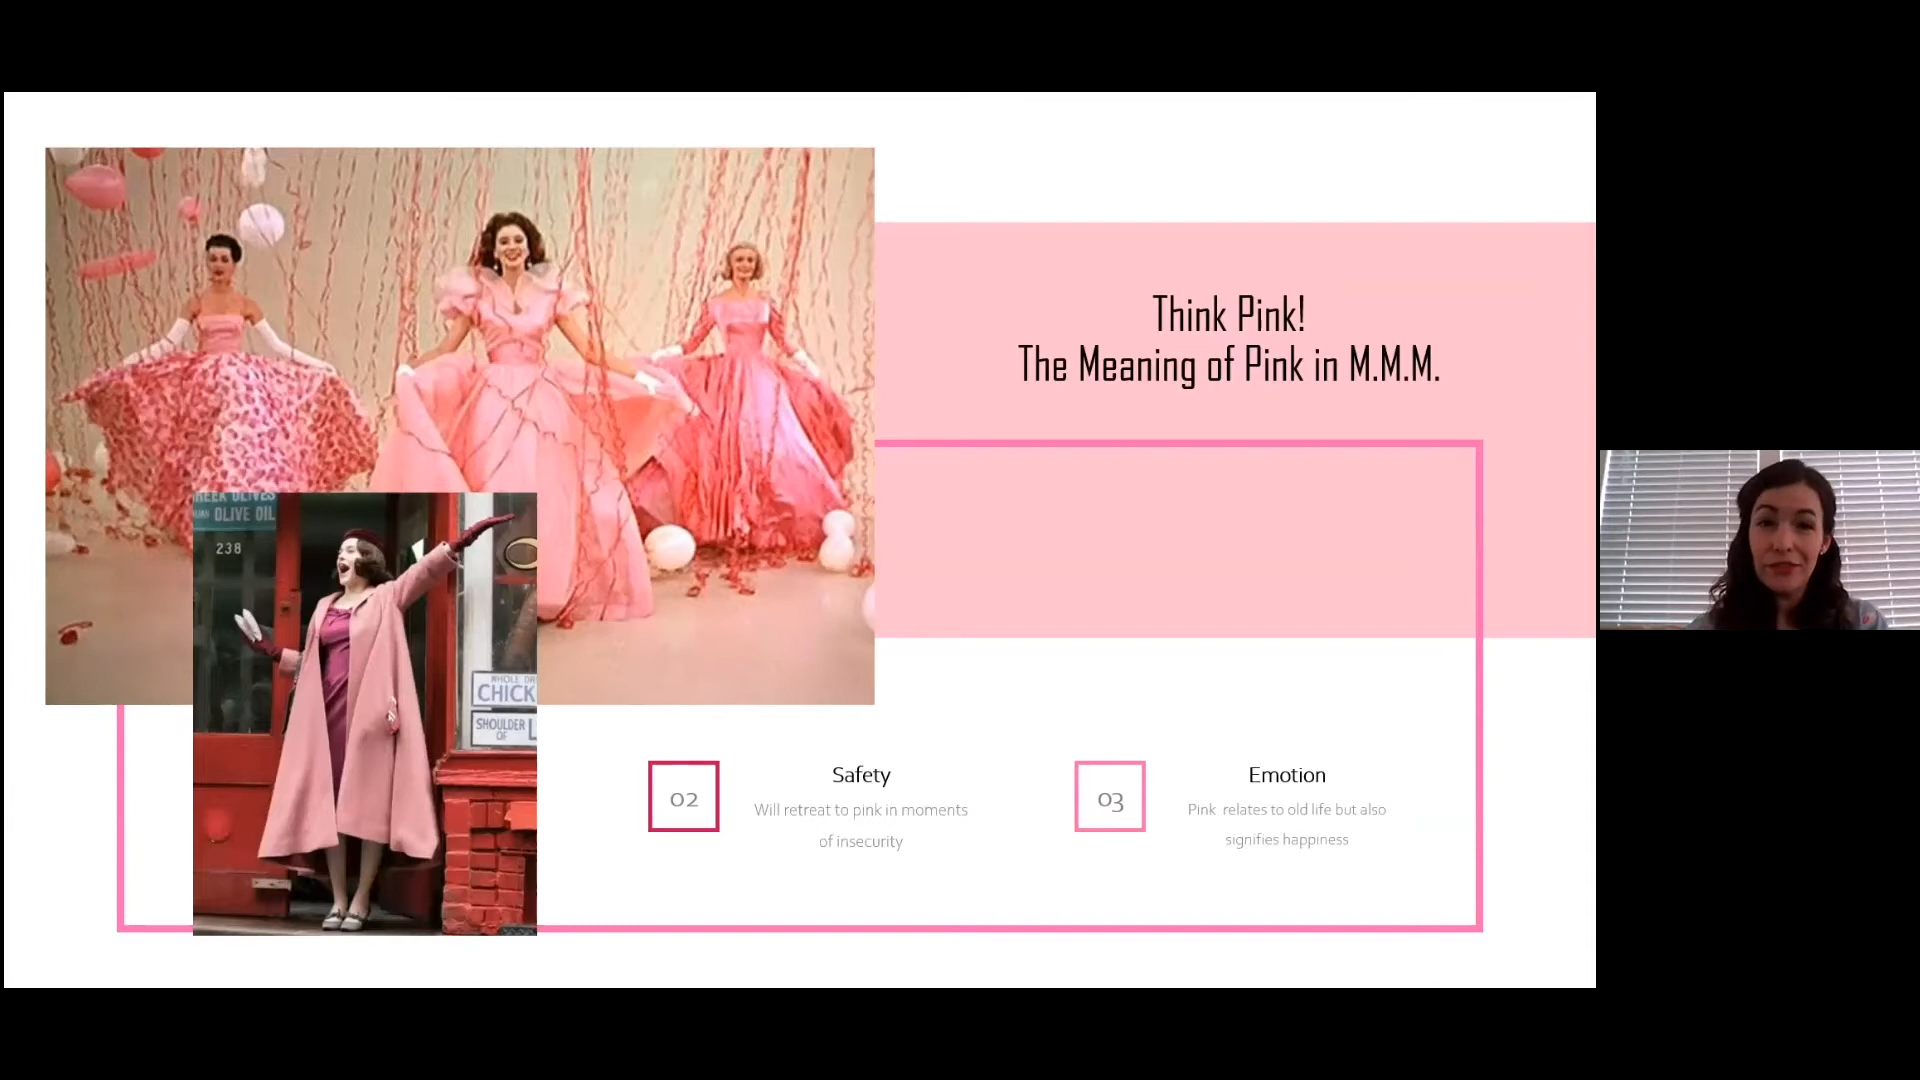 Think Pink!
The Meaning of Pink in M.M.M.
OLIVE OIL
238
CHICK
SHOULDER
OF
02
Safety
Will retreat to pink in moments
of insecurity
03
Emotion
Pink relates to old life but also
signifies happiness